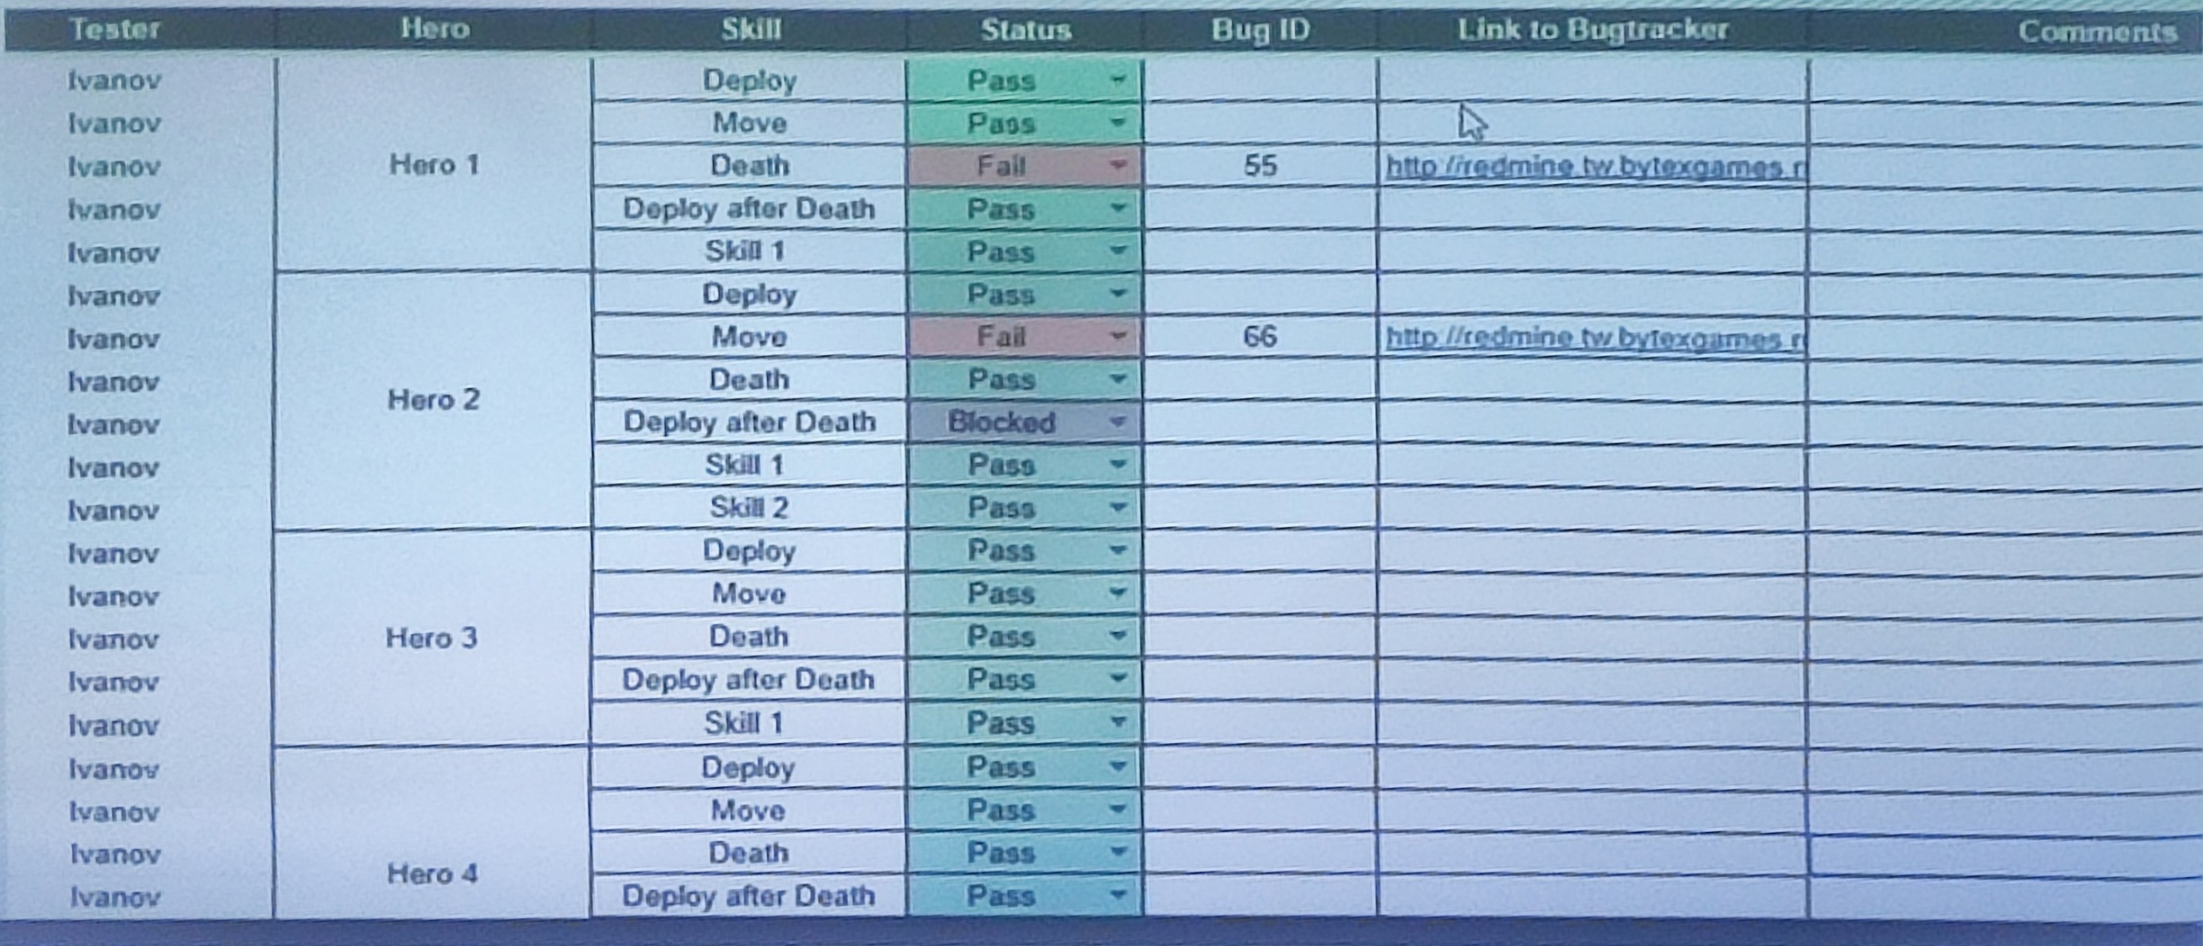 Tester Hero Skill Status Bug ID Link to Bugtracker Comments
Ivanov Deploy Pass
Ivanov Move Pass
Ivanov Hero 1 Death Fail 55 http://redmine.tw.bytexgames.r
Ivanov Deploy after Death Pass
Ivanov Skill 1 Pass
Ivanov Deploy Pass
Ivanov Move Fail 66 http://redmine.tw.bytexgames.r
Ivanov Hero 2 Death Pass
Ivanov Deploy after Death Blocked
Ivanov Skill 1 Pass
Ivanov Skill 2 Pass
Ivanov Deploy Pass
Ivanov Move Pass
Ivanov Hero 3 Death Pass
Ivanov Deploy after Death Pass
Ivanov Skill 1 Pass
Ivanov Deploy Pass
Ivanov Move Pass
Ivanov Hero 4 Death Pass
Ivanov Deploy after Death Pass